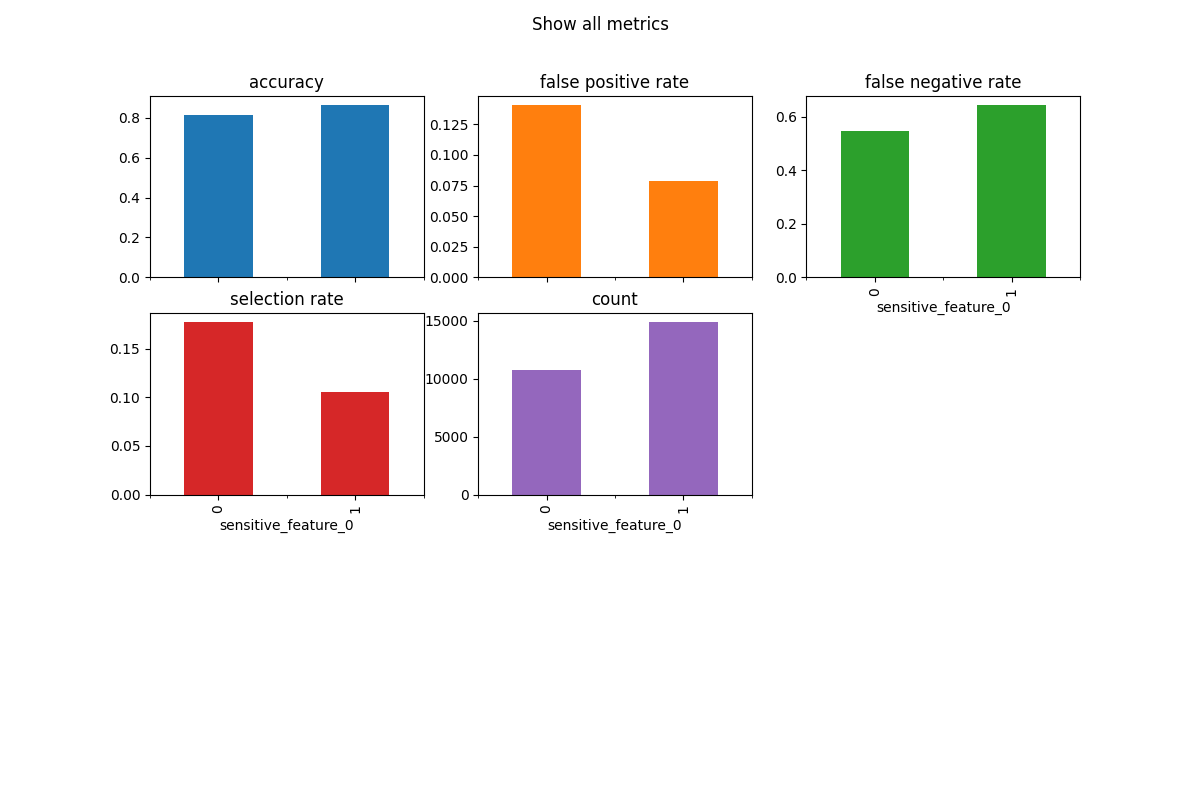 Show all metrics
accuracy
0.8
0.6
0.4
0.2
0.0
false positive rate
0.125
0.100
0.075
0.050
0.025
0.000
false negative rate
0.6
0.4
0.2
0.0
0 1
sensitive_feature_0
selection rate
0.15
0.10
0.05
0.00
0 1
sensitive_feature_0
count
15000
10000
5000
0
0 1
sensitive_feature_0